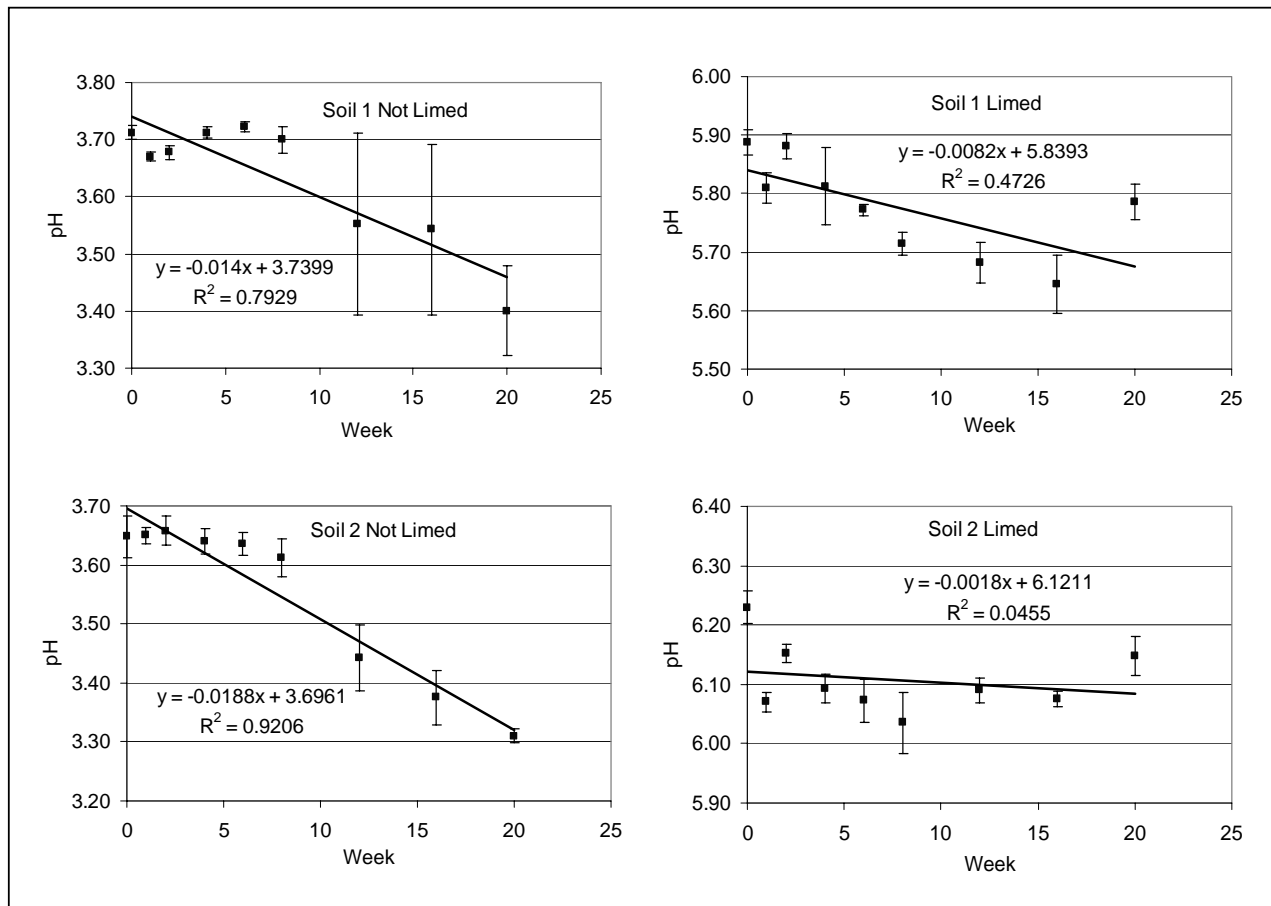 Soil 1 Not Limed
3.80
3.70
3.60
3.50
3.40
3.30
pH
y = -0.014x + 3.7399
R² = 0.7929
0 5 10 15 20 25
Week
Soil 1 Limed
6.00
5.90
5.80
5.70
5.60
5.50
pH
y = -0.0082x + 5.8393
R² = 0.4726
0 5 10 15 20 25
Week
Soil 2 Not Limed
3.70
3.60
3.50
3.40
3.30
3.20
pH
y = -0.0188x + 3.6961
R² = 0.9206
0 5 10 15 20 25
Week
Soil 2 Limed
6.40
6.30
6.20
6.10
6.00
5.90
pH
y = -0.0018x + 6.1211
R² = 0.0455
0 5 10 15 20 25
Week